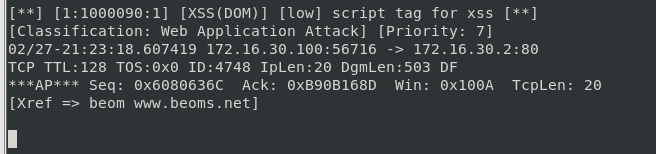 [**] [1:1000090:1] [XSS(DOM)] [low] script tag for xss [**]
[Classification: Web Application Attack] [Priority: 7]
02/27-21:23:18.607419 172.16.30.100:56716 -> 172.16.30.2:80
TCP TTL:128 TOS:0x0 ID:4748 IpLen:20 DgmLen:503 DF
***AP*** Seq: 0x6080636C  Ack: 0xB90B168D  Win: 0x100A  TcpLen: 20
[Xref => beom www.beoms.net]